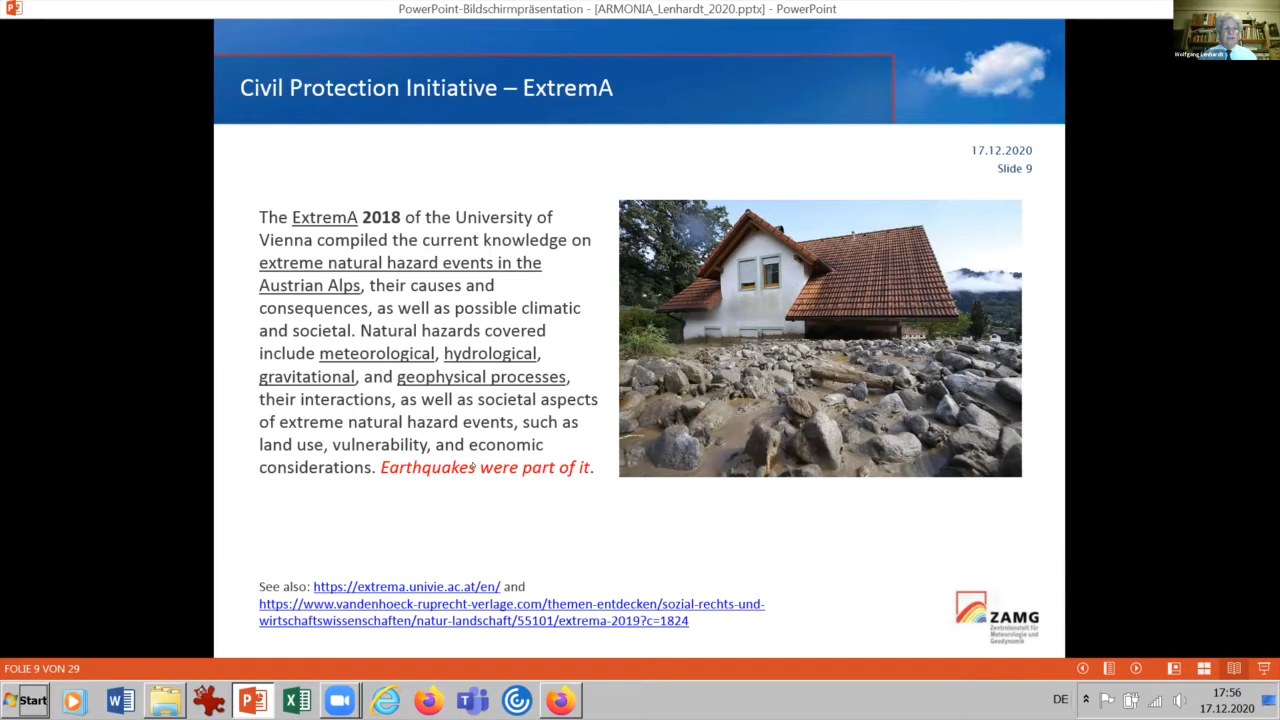 PowerPoint-Bildschirmpräsentation - [ARMONIA_Lenhardt_2020.pptx] - PowerPoint
Wolfgang Lenhardt
Civil Protection Initiative – ExtremA
17.12.2020
Slide 9
The ExtremA 2018 of the University of
Vienna compiled the current knowledge on
extreme natural hazard events in the
Austrian Alps, their causes and
consequences, as well as possible climatic
and societal. Natural hazards covered
include meteorological, hydrological,
gravitational, and geophysical processes,
their interactions, as well as societal aspects
of extreme natural hazard events, such as
land use, vulnerability, and economic
considerations. Earthquakes were part of it.
See also: https://extrema.univie.ac.at/en/ and
https://www.vandenhoeck-ruprecht-verlage.com/themen-entdecken/sozial-rechts-und-
wirtschaftswissenschaften/natur-landschaft/55101/extrema-2019?c=1824
ZAMG
Zentralanstalt für
Meteorologie und
Geodynamik
FOLIE 9 VON 29
Start
DE
17:56
17.12.2020